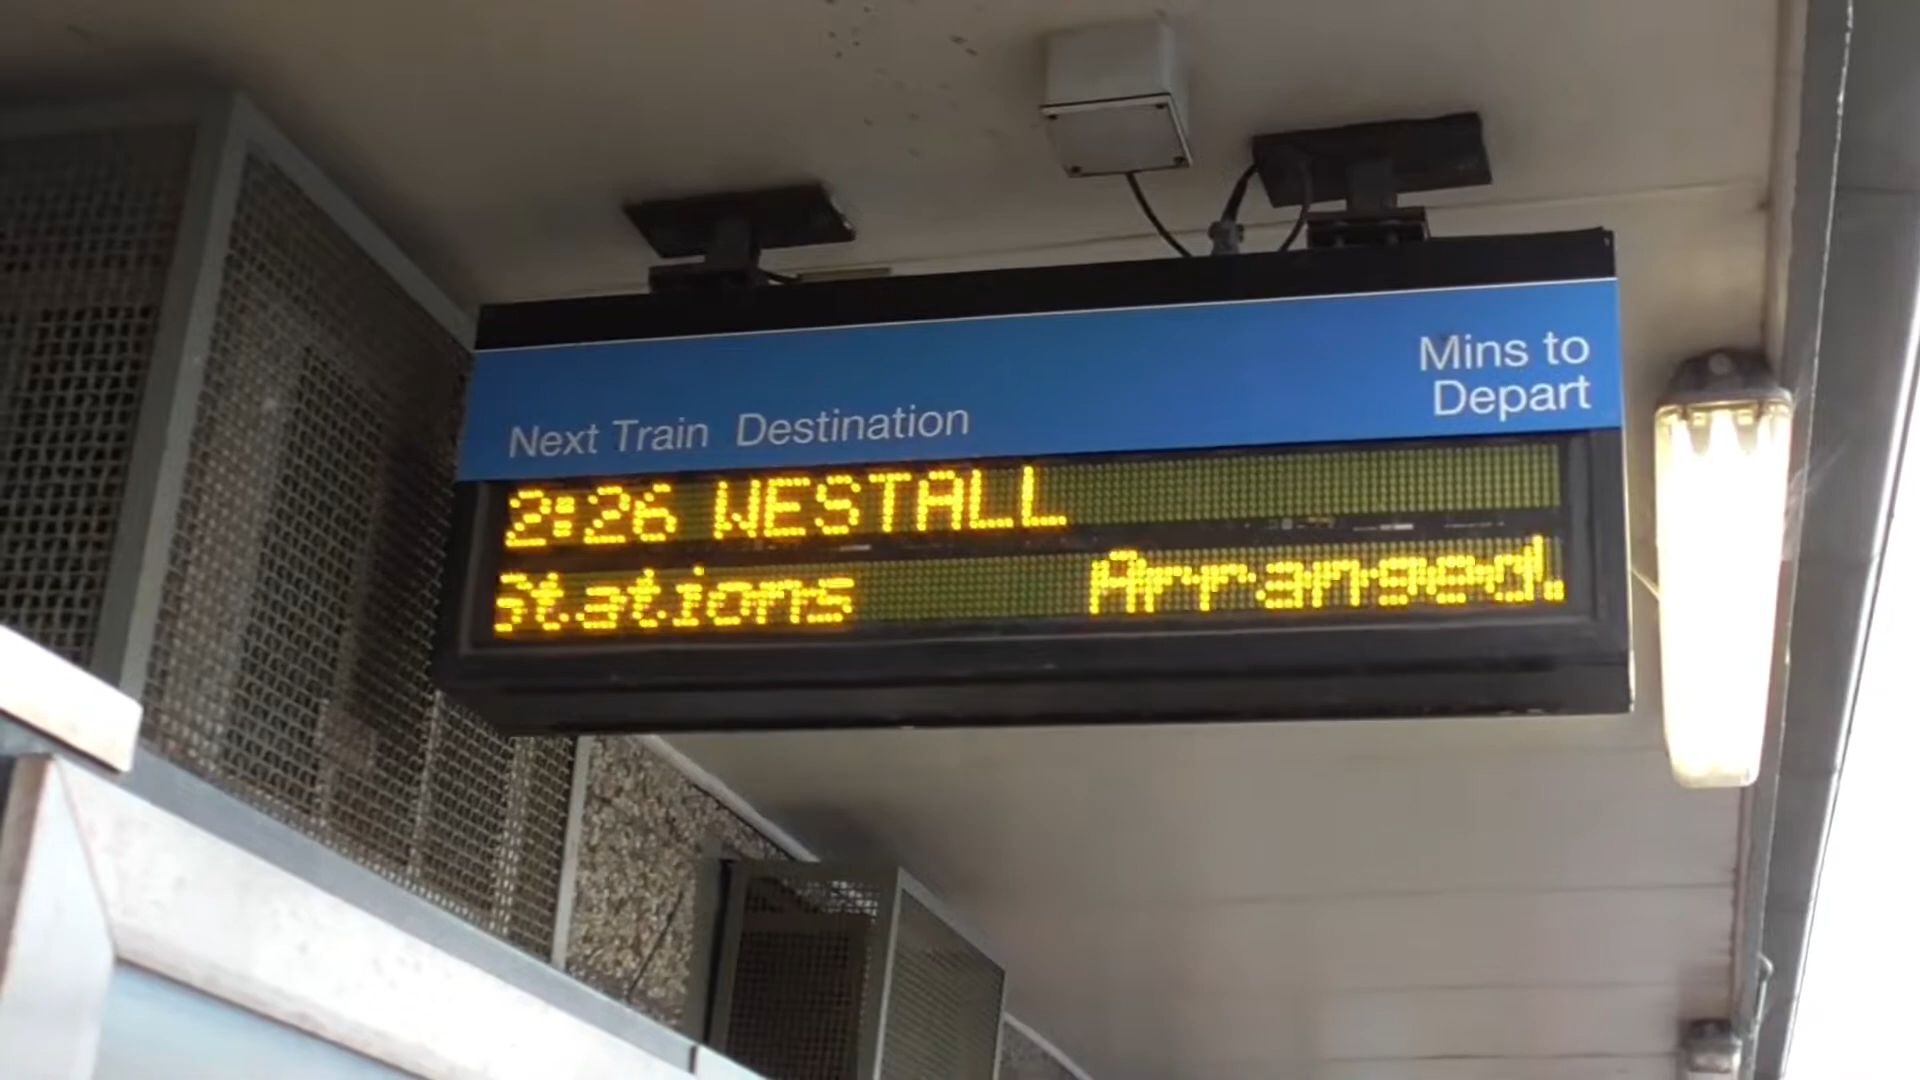 Mins to
Depart
Next Train Destination
2:26 WESTALL
Stations Arranged.